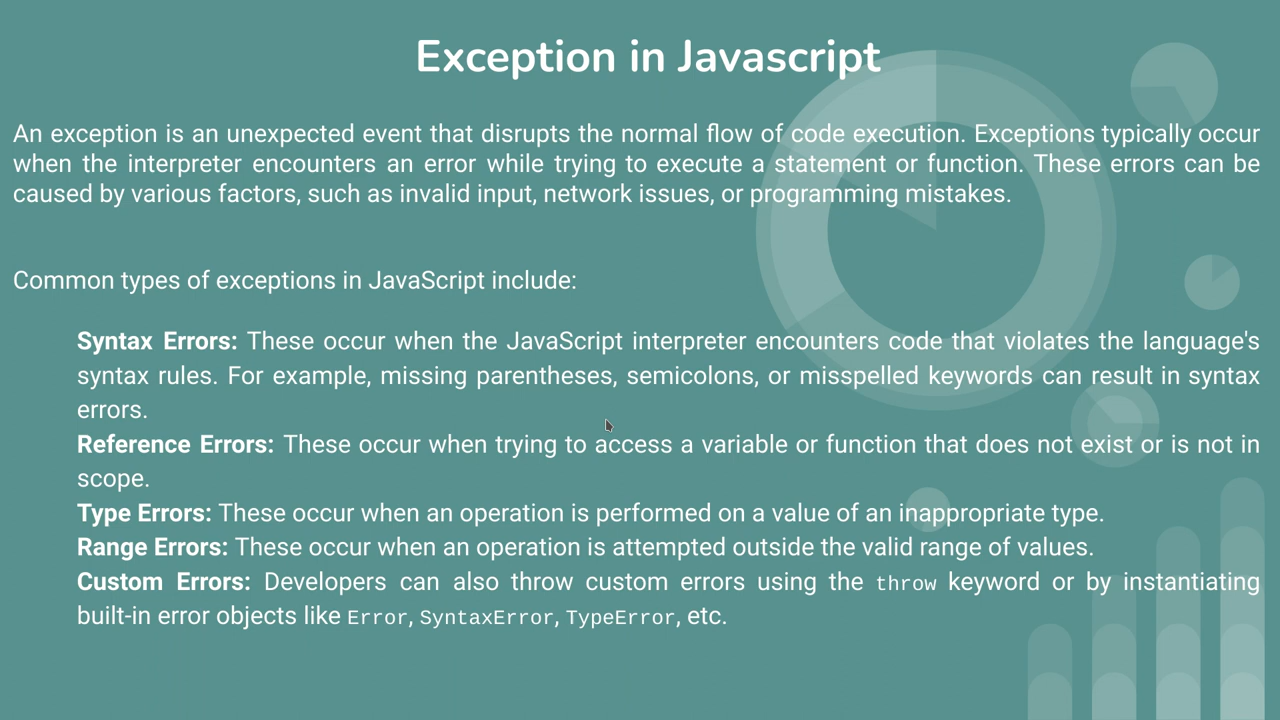 Exception in Javascript
An exception is an unexpected event that disrupts the normal flow of code execution. Exceptions typically occur
when the interpreter encounters an error while trying to execute a statement or function. These errors can be
caused by various factors, such as invalid input, network issues, or programming mistakes.
Common types of exceptions in JavaScript include:
Syntax Errors: These occur when the JavaScript interpreter encounters code that violates the language's
syntax rules. For example, missing parentheses, semicolons, or misspelled keywords can result in syntax
errors.
Reference Errors: These occur when trying to access a variable or function that does not exist or is not in
scope.
Type Errors: These occur when an operation is performed on a value of an inappropriate type.
Range Errors: These occur when an operation is attempted outside the valid range of values.
Custom Errors: Developers can also throw custom errors using the throw keyword or by instantiating
built-in error objects like Error, SyntaxError, TypeError, etc.